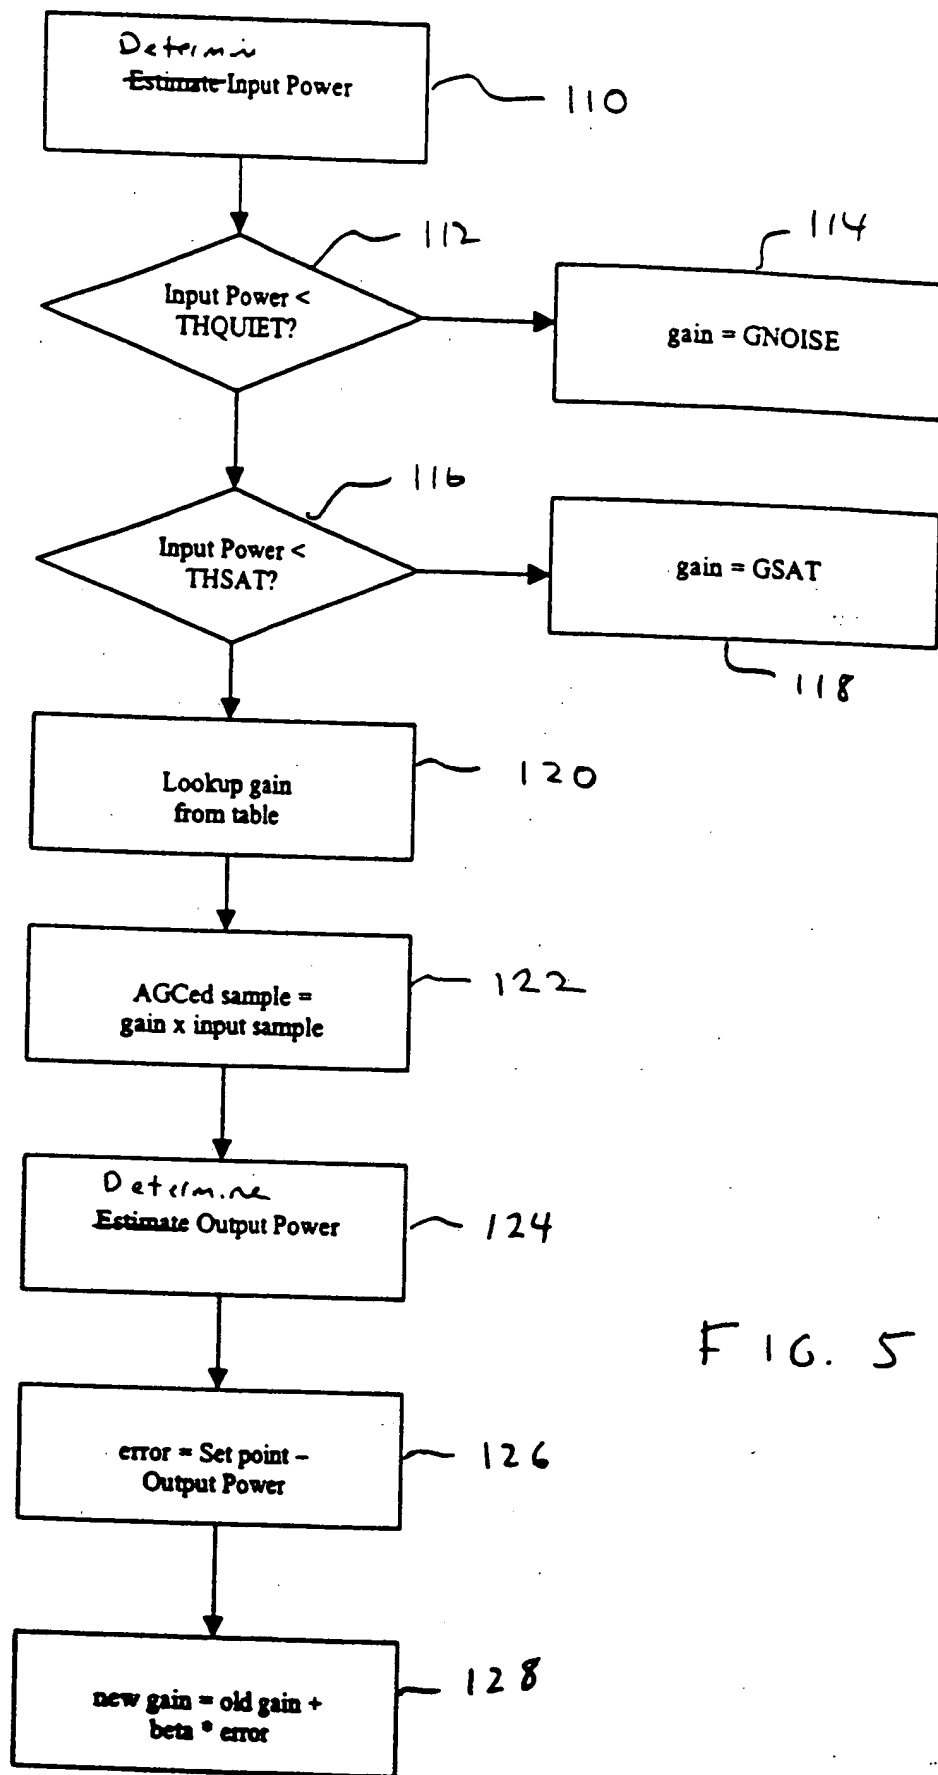 Determin
Estimate Input Power
110
112
Input Power <
THQUIET?
114
gain = GNOISE
116
Input Power <
THSAT?
gain = GSAT
118
Lookup gain
from table
120
AGCed sample =
gain x input sample
122
Determine
Estimate Output Power
124
FIG. 5
error = Set point –
Output Power
126
new gain = old gain +
beta * error
128